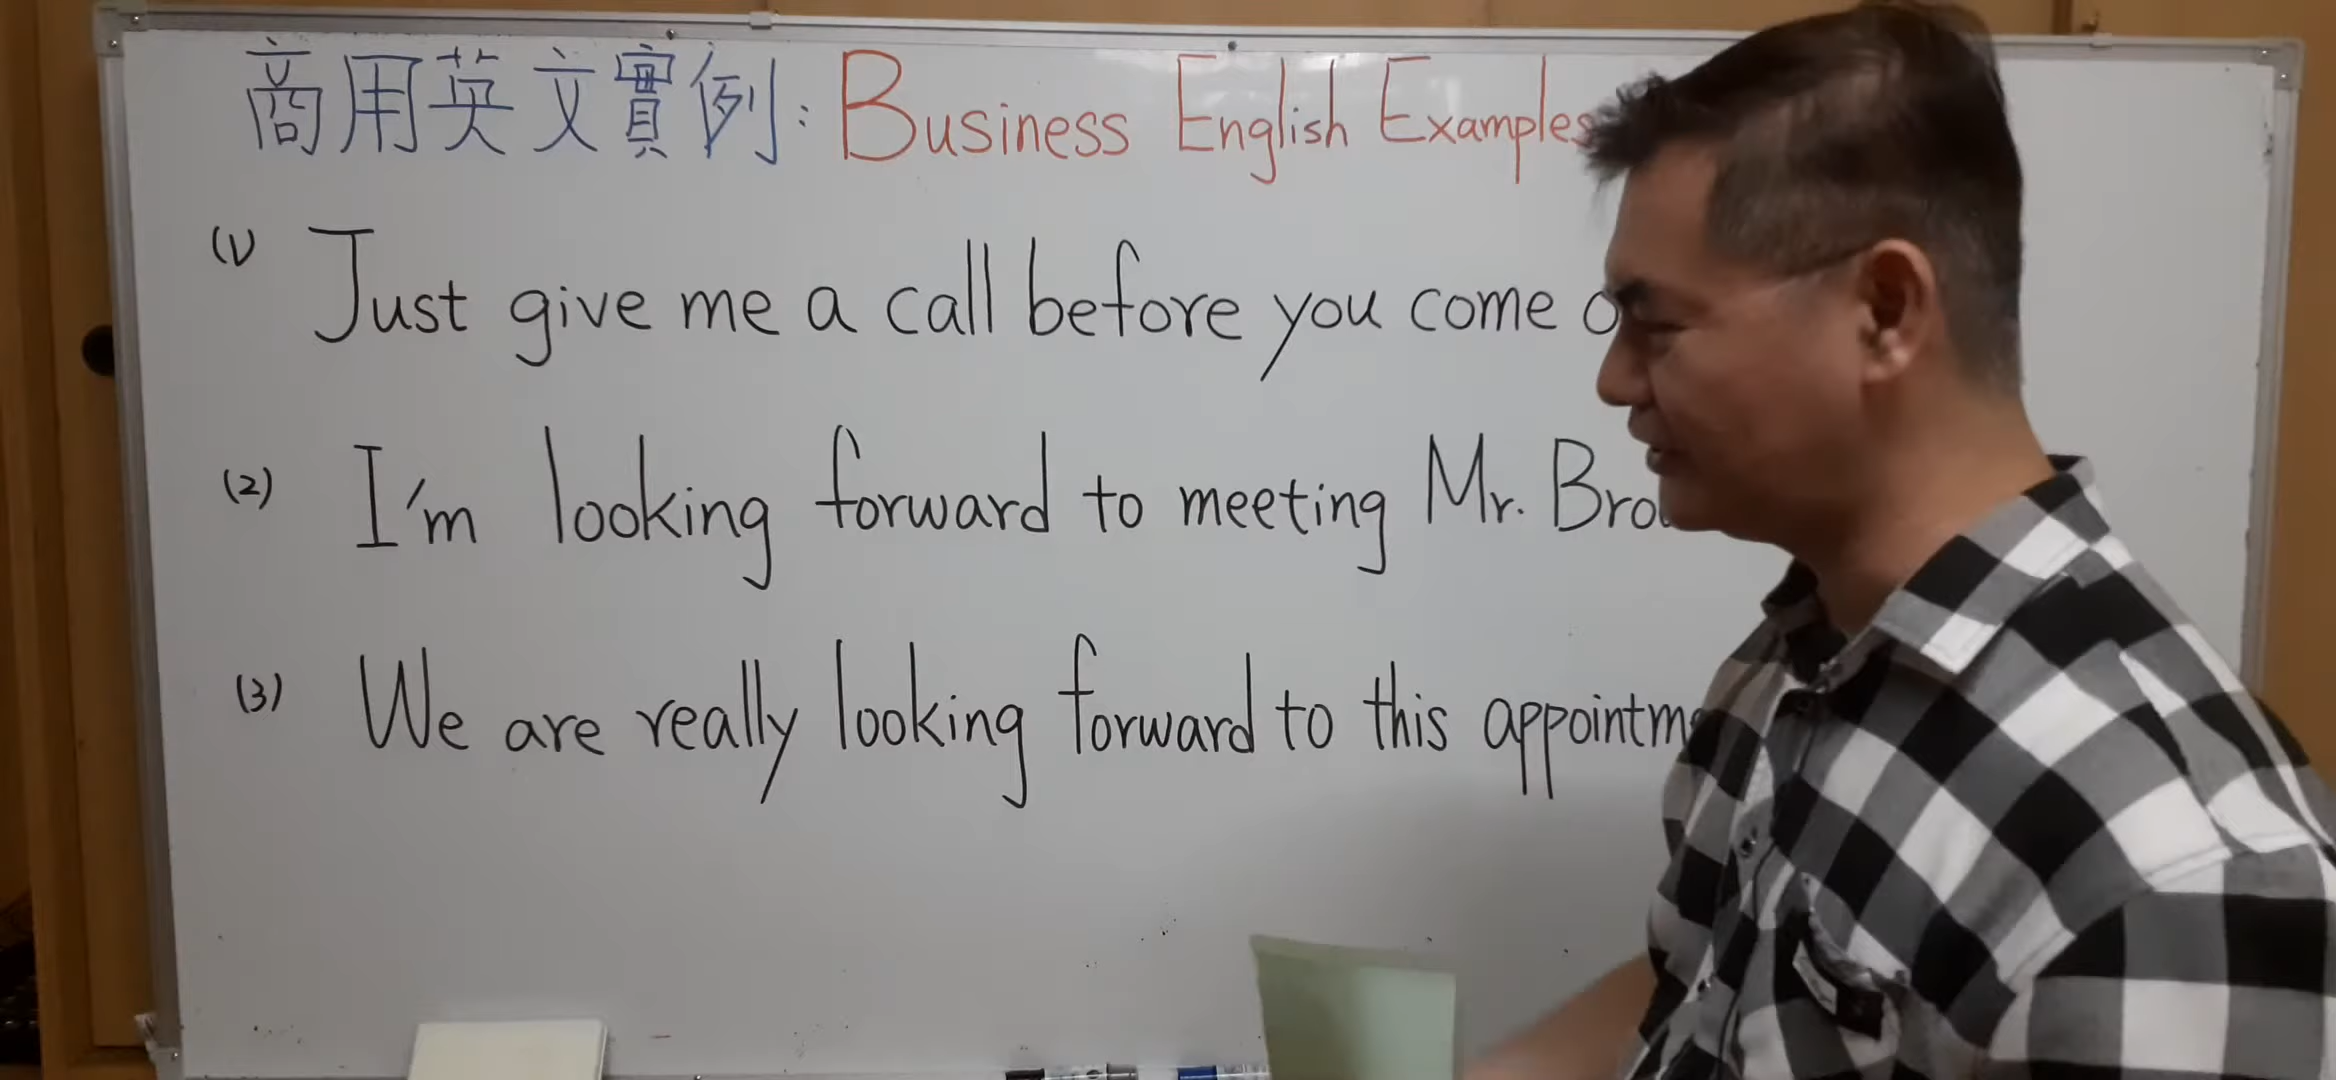 商用英文實例: Business English Examples
(1) Just give me a call before you come
(2) I'm looking forward to meeting Mr.
(3) We are really looking forward to this